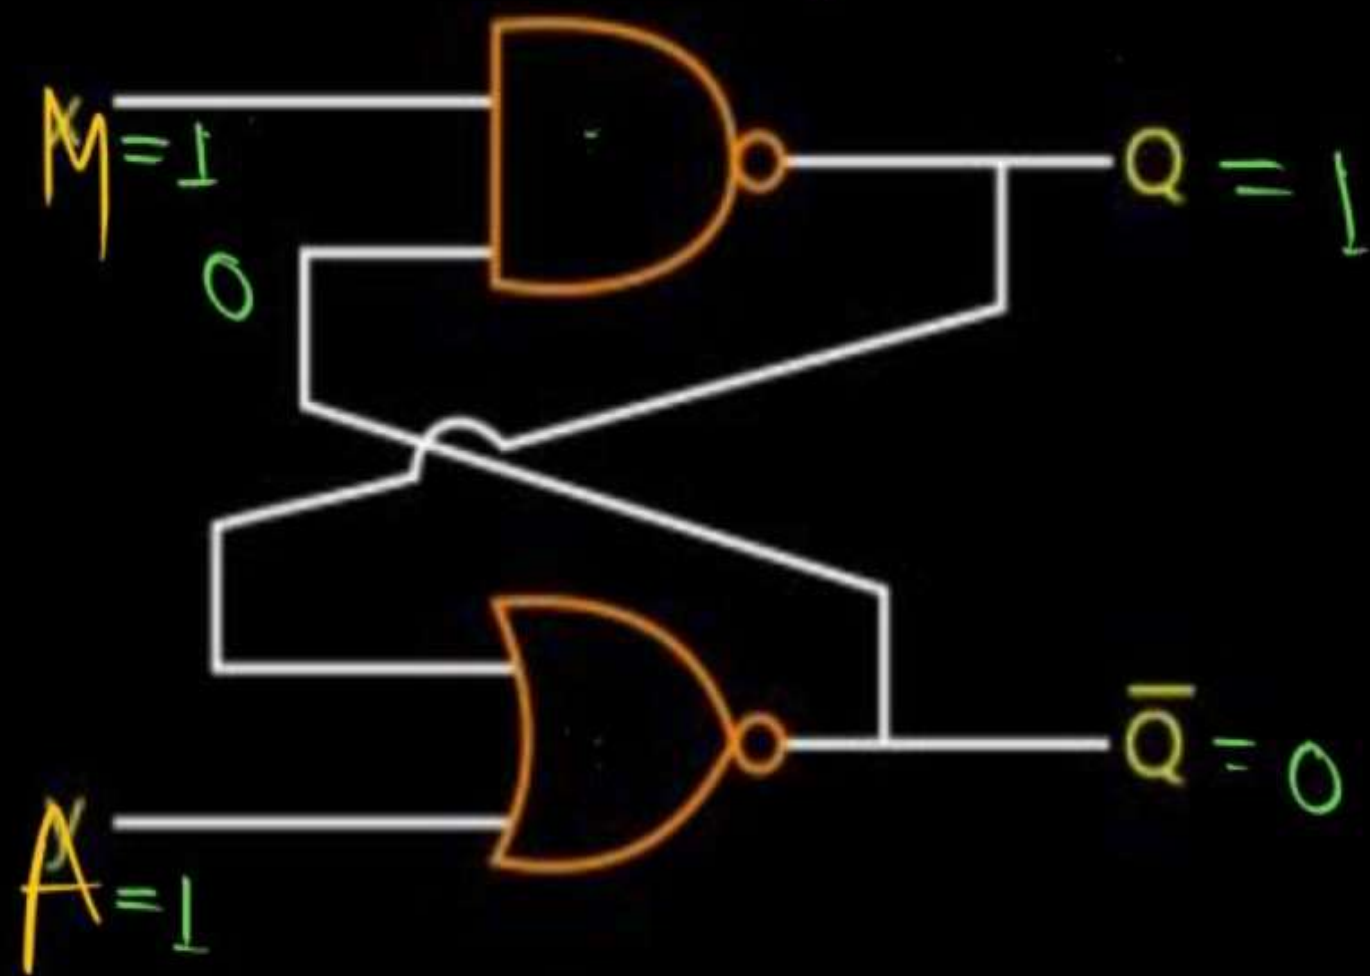 M = 1
Q = 1
0
Q̅ = 0
A = 1